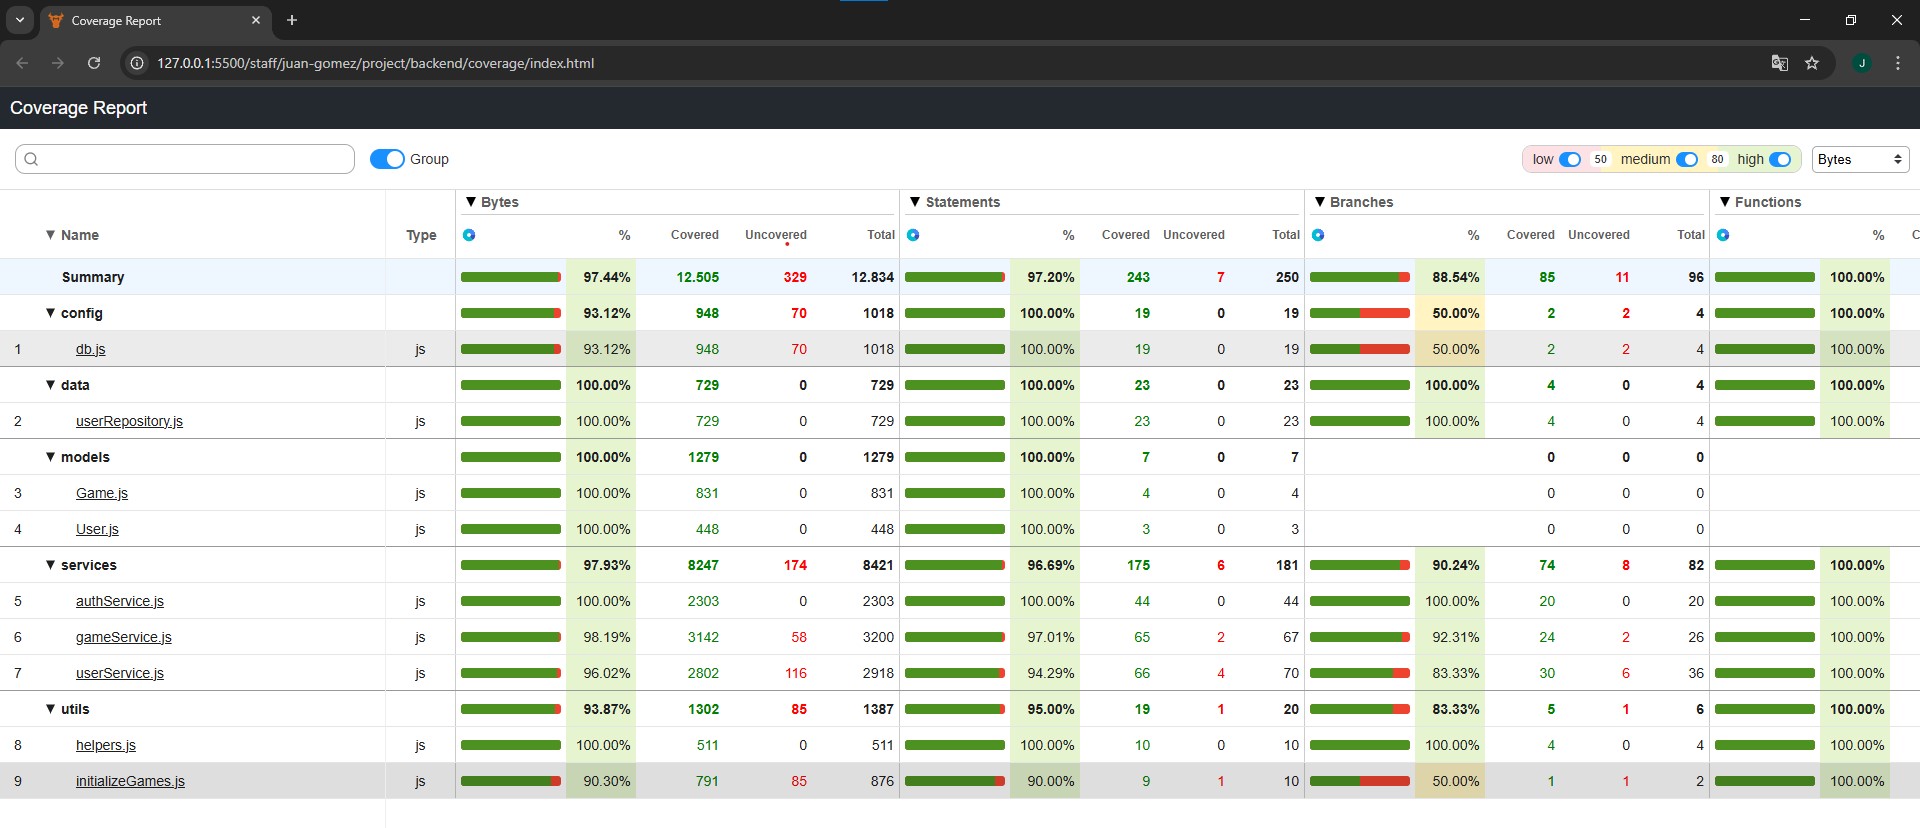 Coverage Report
127.0.0.1:5500/staff/juan-gomez/project/backend/coverage/index.html
J
Coverage Report
Group
low 50 medium 80 high
Bytes
▼ Bytes ▼ Statements ▼ Branches ▼ Functions
▼ Name Type % Covered Uncovered Total % Covered Uncovered Total % Covered Uncovered Total % C
Summary 97.44% 12.505 329 12.834 97.20% 243 7 250 88.54% 85 11 96 100.00%
▼ config 93.12% 948 70 1018 100.00% 19 0 19 50.00% 2 2 4 100.00%
1 db.js js 93.12% 948 70 1018 100.00% 19 0 19 50.00% 2 2 4 100.00%
▼ data 100.00% 729 0 729 100.00% 23 0 23 100.00% 4 0 4 100.00%
2 userRepository.js js 100.00% 729 0 729 100.00% 23 0 23 100.00% 4 0 4 100.00%
▼ models 100.00% 1279 0 1279 100.00% 7 0 7 0 0 0
3 Game.js js 100.00% 831 0 831 100.00% 4 0 4 0 0 0
4 User.js js 100.00% 448 0 448 100.00% 3 0 3 0 0 0
▼ services 97.93% 8247 174 8421 96.69% 175 6 181 90.24% 74 8 82 100.00%
5 authService.js js 100.00% 2303 0 2303 100.00% 44 0 44 100.00% 20 0 20 100.00%
6 gameService.js js 98.19% 3142 58 3200 97.01% 65 2 67 92.31% 24 2 26 100.00%
7 userService.js js 96.02% 2802 116 2918 94.29% 66 4 70 83.33% 30 6 36 100.00%
▼ utils 93.87% 1302 85 1387 95.00% 19 1 20 83.33% 5 1 6 100.00%
8 helpers.js js 100.00% 511 0 511 100.00% 10 0 10 100.00% 4 0 4 100.00%
9 initializeGames.js js 90.30% 791 85 876 90.00% 9 1 10 50.00% 1 1 2 100.00%